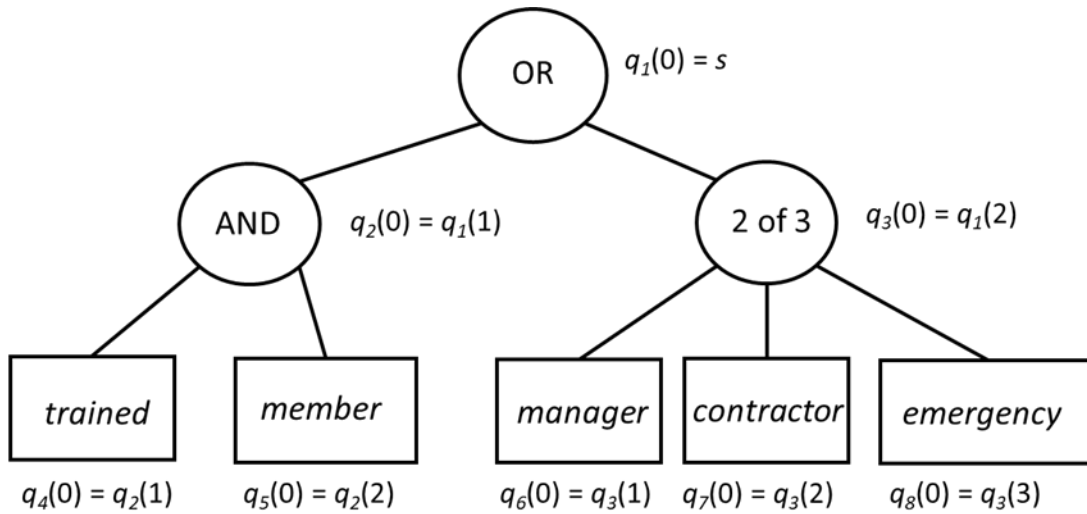 OR
q₁(0) = s
AND
q₂(0) = q₁(1)
2 of 3
q₃(0) = q₁(2)
trained
member
manager
contractor
emergency
q₄(0) = q₂(1)
q₅(0) = q₂(2)
q₆(0) = q₃(1)
q₇(0) = q₃(2)
q₈(0) = q₃(3)